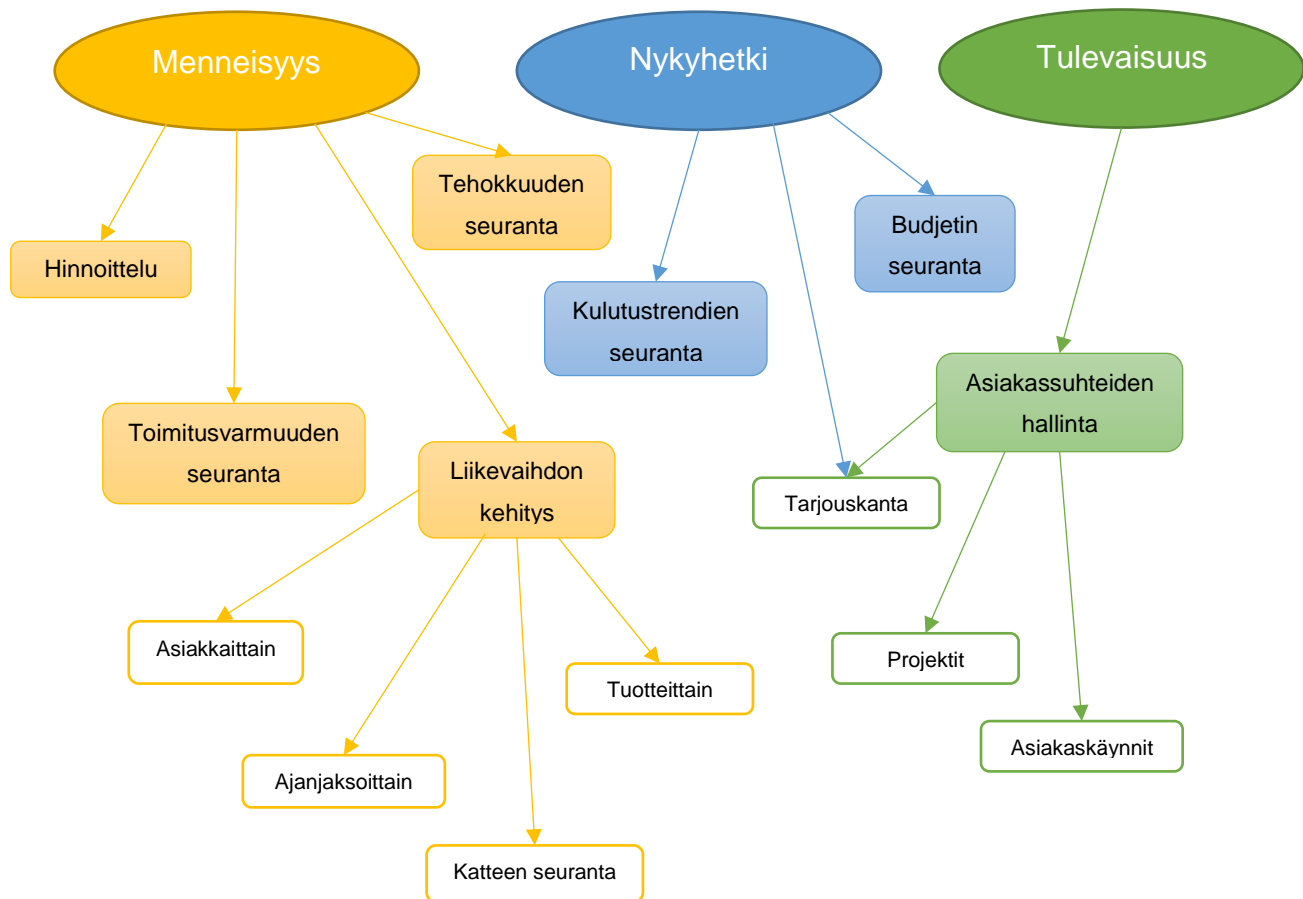 Menneisyys
Nykyhetki
Tulevaisuus
Tehokkuuden
seuranta
Hinnoittelu
Budjetin
seuranta
Kulutustrendien
seuranta
Asiakassuhteiden
hallinta
Toimitusvarmuuden
seuranta
Liikevaihdon
kehitys
Tarjouskanta
Asiakkaittain
Projektit
Tuotteittain
Asiakaskäynnit
Ajanjaksoittain
Katteen seuranta